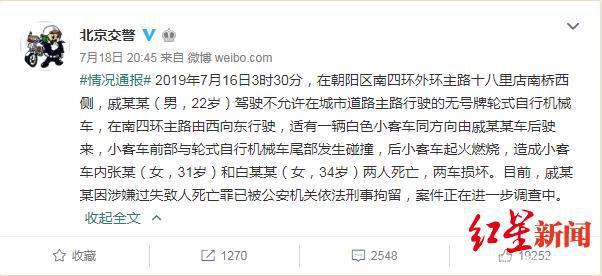 北京交警
7月18日 20:45 来自 微博 weibo.com
#情况通报# 2019年7月16日3时30分，在朝阳区南四环外环主路十八里店南桥西
侧，戚某某（男，22岁）驾驶不允许在城市道路主路行驶的无号牌轮式自行机械
车，在南四环主路由西向东行驶，适有一辆白色小客车同方向由戚某某车后驶
来，小客车前部与轮式自行机械车尾部发生碰撞，后小客车起火燃烧，造成小客
车内张某（女，31岁）和白某某（女，34岁）两人死亡，两车损坏。目前，戚某
某因涉嫌过失致人死亡罪已被公安机关依法刑事拘留，案件正在进一步调查中。
收起全文
红星新闻
收藏 1270 2548 19252